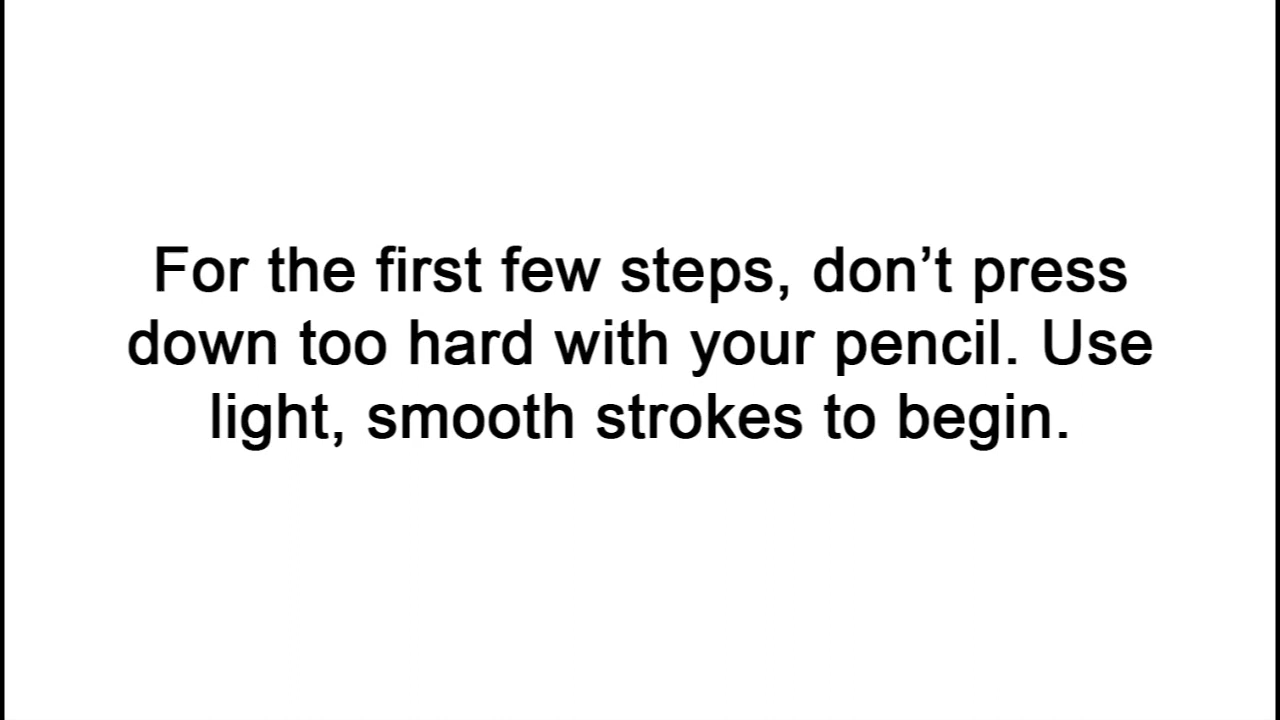 For the first few steps, don’t press
down too hard with your pencil. Use
light, smooth strokes to begin.